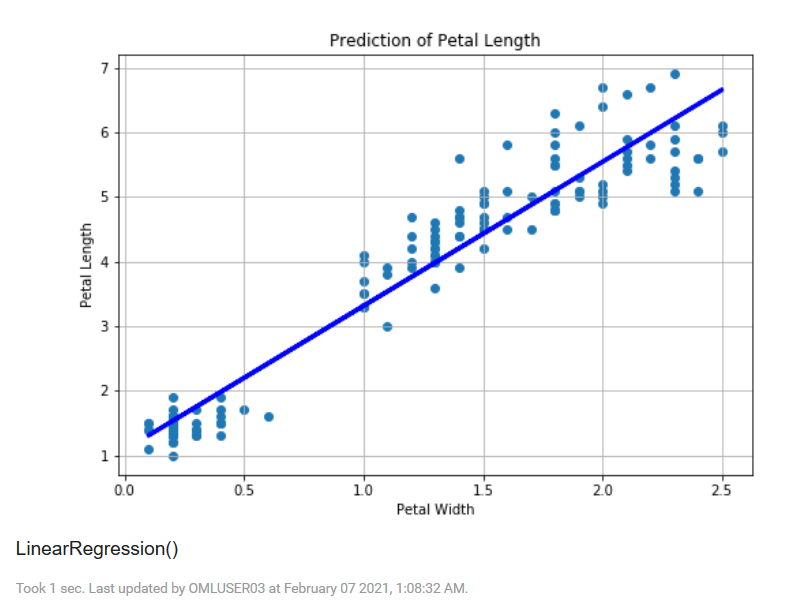 Prediction of Petal Length
7
6
5
4
3
2
1
Petal Length
0.0 0.5 1.0 1.5 2.0 2.5
Petal Width
LinearRegression()
Took 1 sec. Last updated by OMLUSER03 at February 07 2021, 1:08:32 AM.